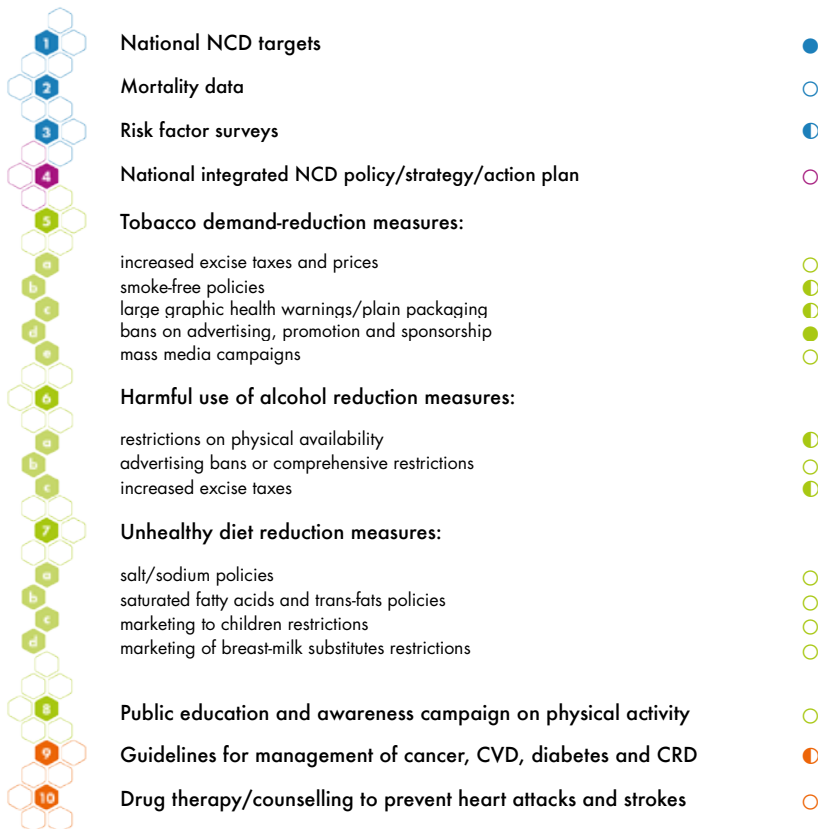 1 National NCD targets
2 Mortality data
3 Risk factor surveys
4 National integrated NCD policy/strategy/action plan
5 Tobacco demand-reduction measures:
a increased excise taxes and prices
b smoke-free policies
c large graphic health warnings/plain packaging
d bans on advertising, promotion and sponsorship
e mass media campaigns
6 Harmful use of alcohol reduction measures:
a restrictions on physical availability
b advertising bans or comprehensive restrictions
c increased excise taxes
7 Unhealthy diet reduction measures:
a salt/sodium policies
b saturated fatty acids and trans-fats policies
c marketing to children restrictions
d marketing of breast-milk substitutes restrictions
8 Public education and awareness campaign on physical activity
9 Guidelines for management of cancer, CVD, diabetes and CRD
10 Drug therapy/counselling to prevent heart attacks and strokes